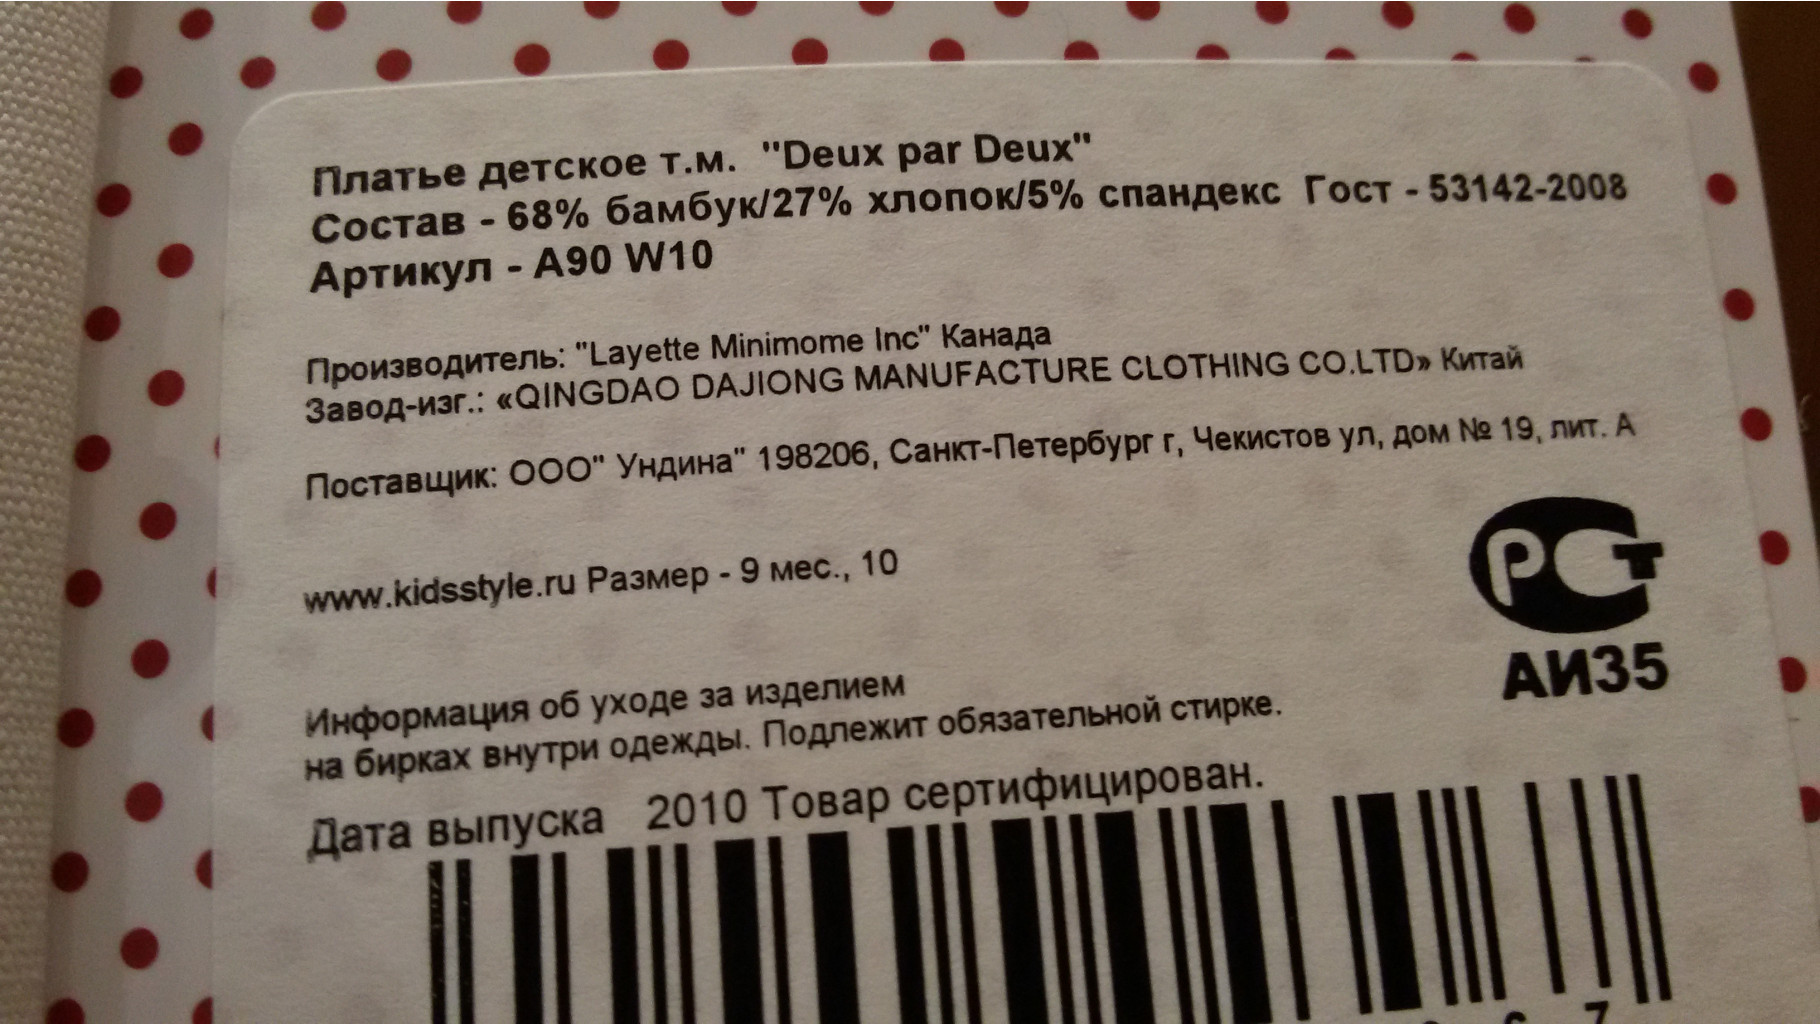 Платье детское т.м. "Deux par Deux"
Состав - 68% бамбук/27% хлопок/5% спандекс Гост - 53142-2008
Артикул - A90 W10
Производитель: "Layette Minimome Inc" Канада
Завод-изг.: «QINGDAO DAJIONG MANUFACTURE CLOTHING CO.LTD» Китай
Поставщик: ООО" Ундина" 198206, Санкт-Петербург г, Чекистов ул, дом № 19, лит. А
www.kidsstyle.ru Размер - 9 мес., 10
РСТ
АИ35
Информация об уходе за изделием
на бирках внутри одежды. Подлежит обязательной стирке.
Дата выпуска 2010 Товар сертифицирован.